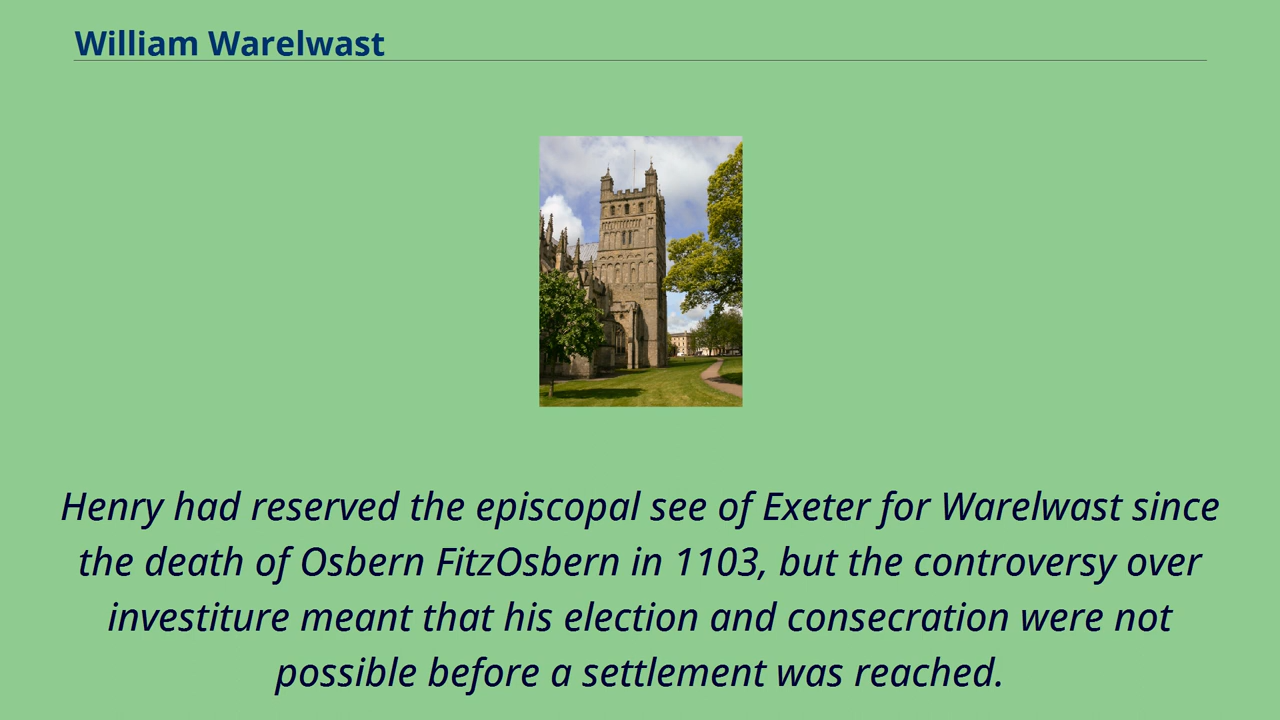 William Warelwast
Henry had reserved the episcopal see of Exeter for Warelwast since
the death of Osbern FitzOsbern in 1103, but the controversy over
investiture meant that his election and consecration were not
possible before a settlement was reached.